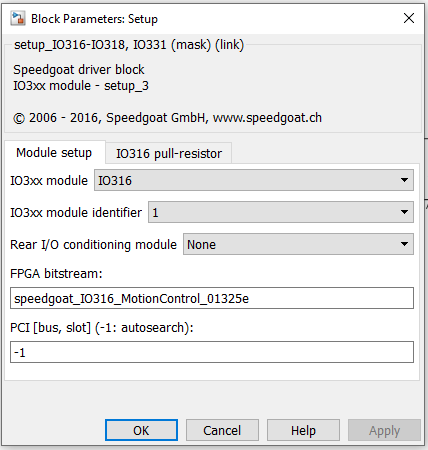 Block Parameters: Setup
setup_IO316-IO318, IO331 (mask) (link)
Speedgoat driver block
IO3xx module - setup_3
© 2006 - 2016, Speedgoat GmbH, www.speedgoat.ch
Module setup IO316 pull-resistor
IO3xx module IO316
IO3xx module identifier 1
Rear I/O conditioning module None
FPGA bitstream:
speedgoat_IO316_MotionControl_01325e
PCI [bus, slot] (-1: autosearch):
-1
OK Cancel Help Apply